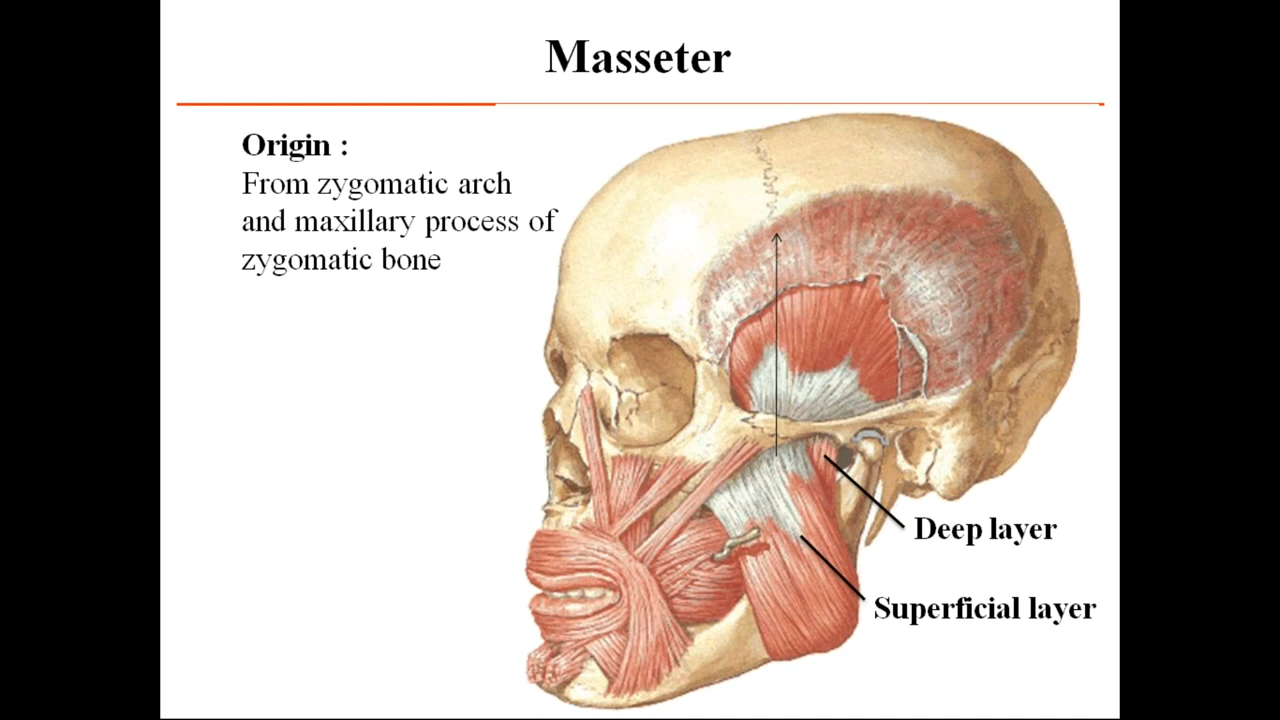 Masseter
Origin :
From zygomatic arch
and maxillary process of
zygomatic bone
Deep layer
Superficial layer